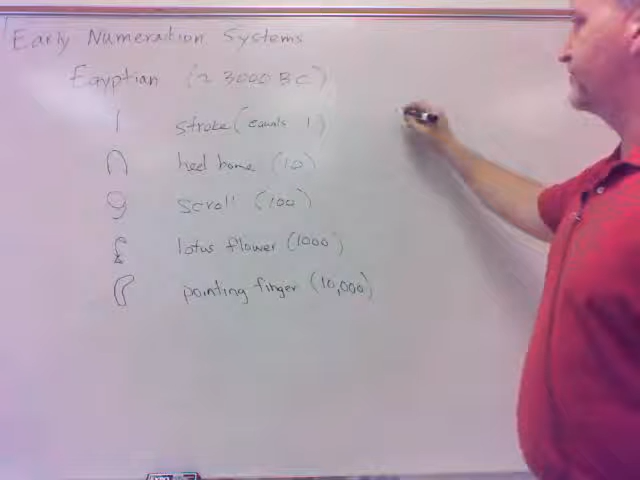 Early Numeration Systems
Egyptian (~ 3000 BC)
| stroke (equals 1)
∩ heel bone (10)
9 scroll (100)
lotus flower (1000)
pointing finger (10,000)